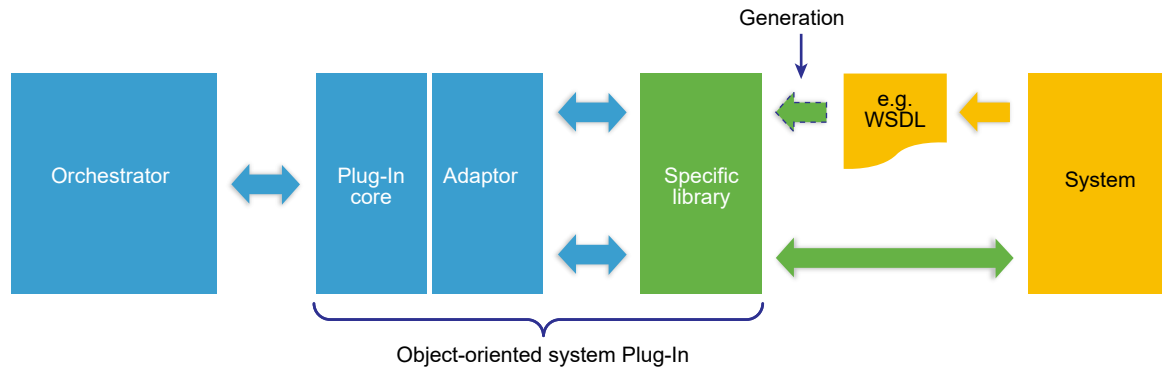 Generation
e.g.
WSDL
Orchestrator
Plug-In
core
Adaptor
Specific
library
System
Object-oriented system Plug-In